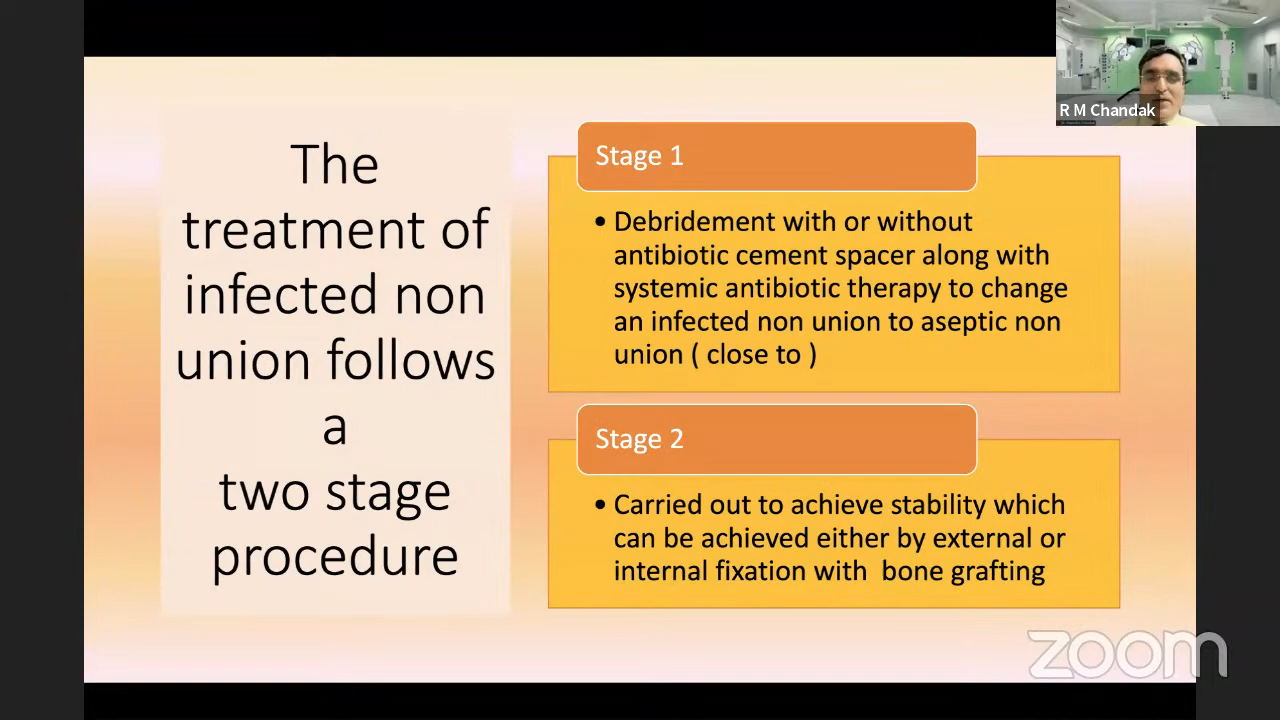 The
treatment of
infected non
union follows
a
two stage
procedure
Stage 1
• Debridement with or without
antibiotic cement spacer along with
systemic antibiotic therapy to change
an infected non union to aseptic non
union ( close to )
Stage 2
• Carried out to achieve stability which
can be achieved either by external or
internal fixation with bone grafting
R M Chandak
zoom